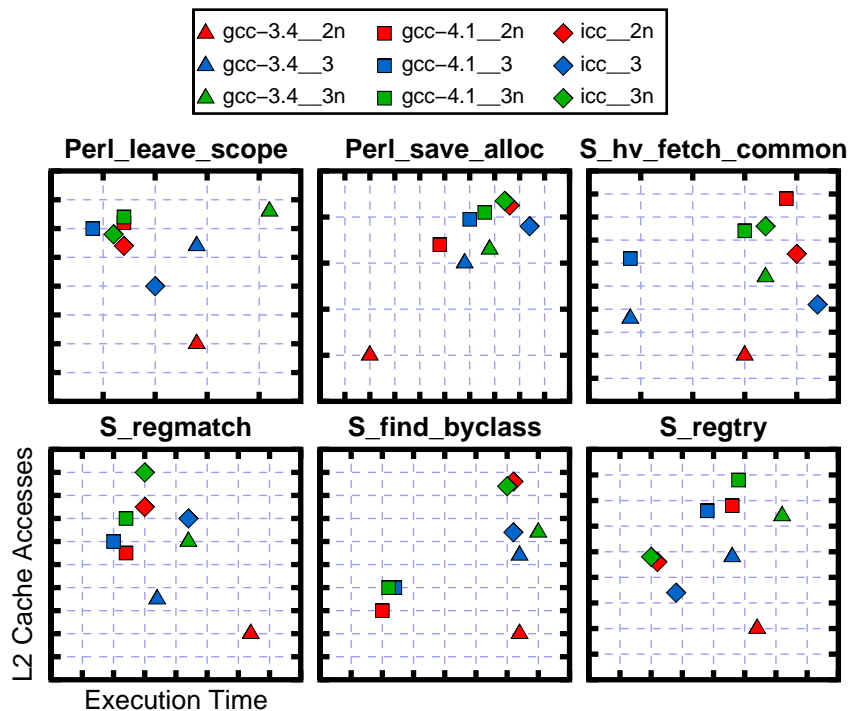 gcc−3.4__2n gcc−4.1__2n icc__2n
gcc−3.4__3 gcc−4.1__3 icc__3
gcc−3.4__3n gcc−4.1__3n icc__3n
Perl_leave_scope Perl_save_alloc S_hv_fetch_common
S_regmatch S_find_byclass S_regtry
L2 Cache Accesses
Execution Time